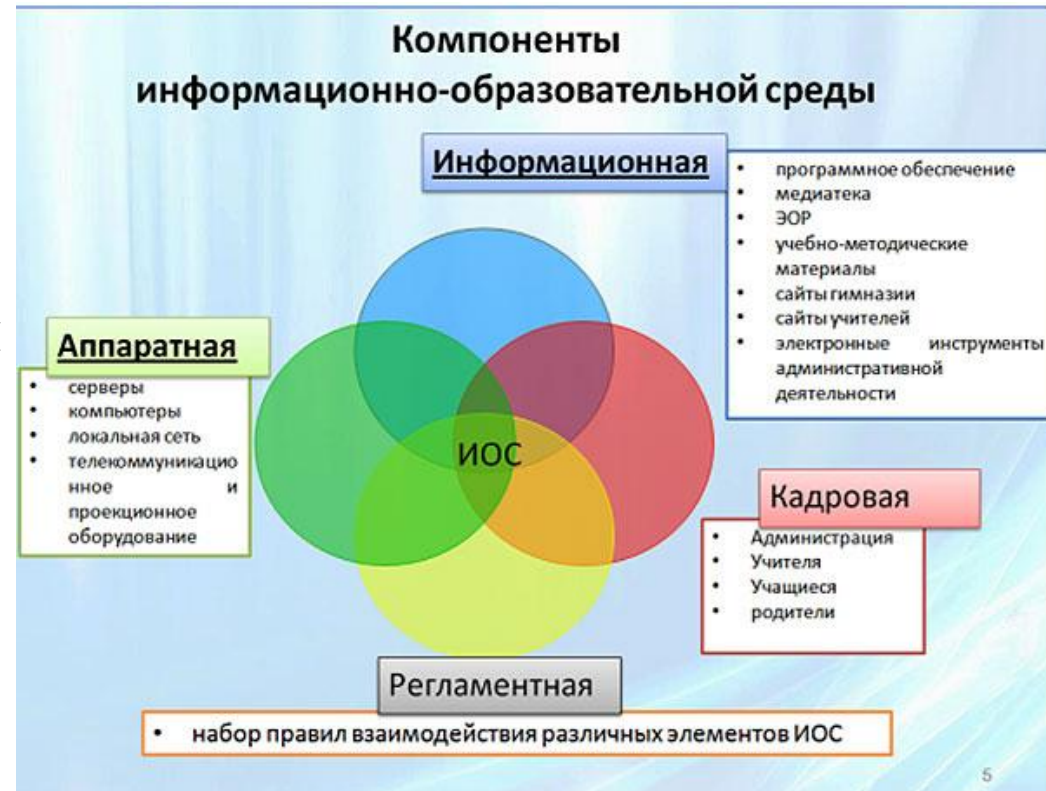 Компоненты
информационно-образовательной среды
Информационная
• программное обеспечение
• медиатека
• ЭОР
• учебно-методические
материалы
• сайты гимназии
• сайты учителей
• электронные инструменты
административной
деятельности
Аппаратная
• серверы
• компьютеры
• локальная сеть
• телекоммуникацио
нное и
проекционное
оборудование
ИОС
Кадровая
• Администрация
• Учителя
• Учащиеся
• родители
Регламентная
• набор правил взаимодействия различных элементов ИОС
5